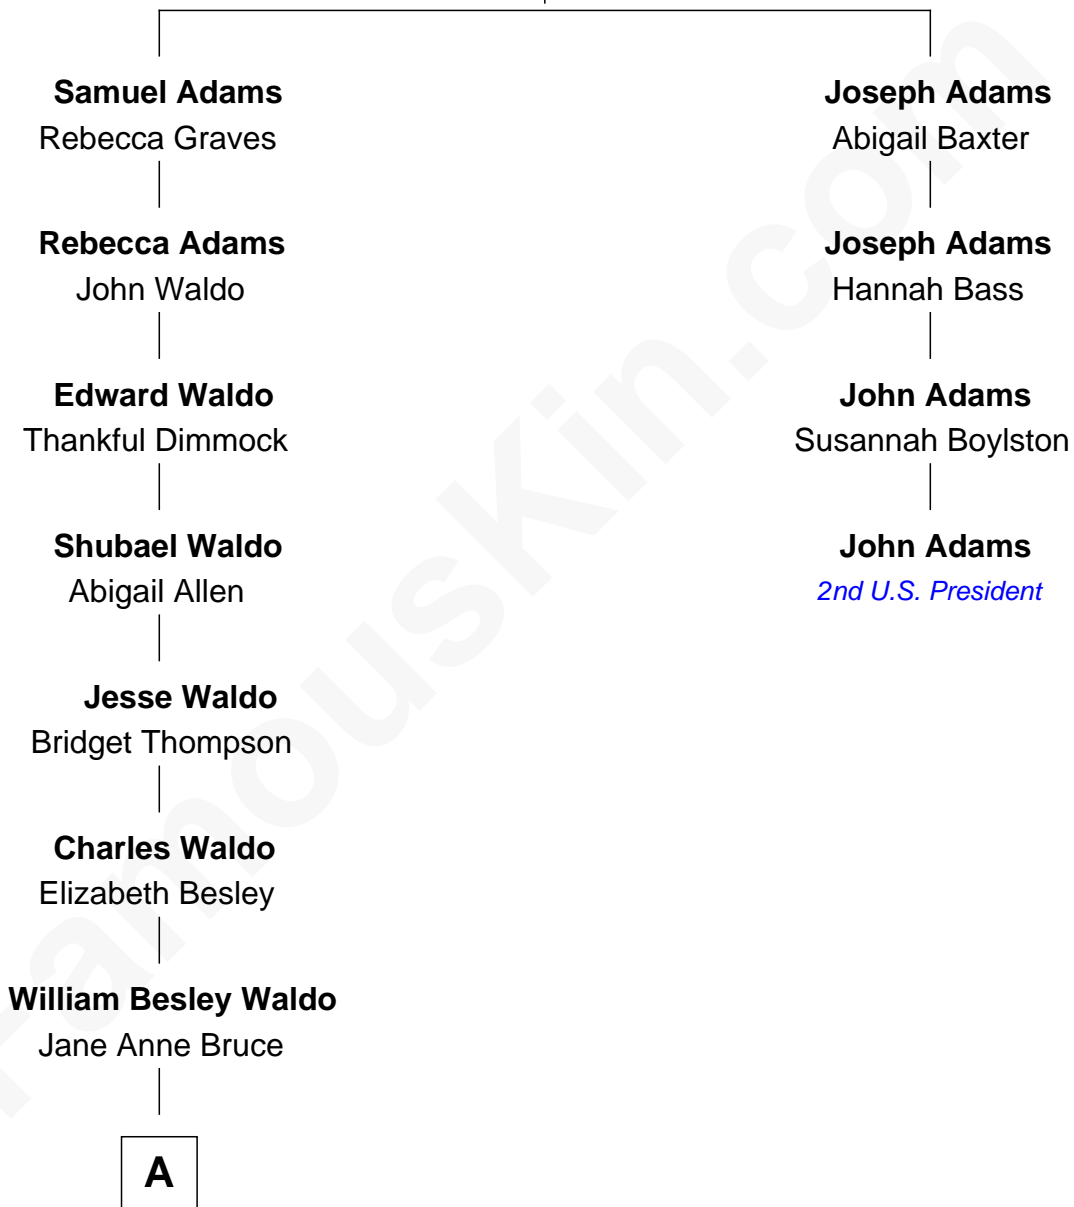 Samuel Adams
Rebecca Graves
Rebecca Adams
John Waldo
Edward Waldo
Thankful Dimmock
Shubael Waldo
Abigail Allen
Jesse Waldo
Bridget Thompson
Charles Waldo
Elizabeth Besley
William Besley Waldo
Jane Anne Bruce
A
Joseph Adams
Abigail Baxter
Joseph Adams
Hannah Bass
John Adams
Susannah Boylston
John Adams
2nd U.S. President
FamousKin.com